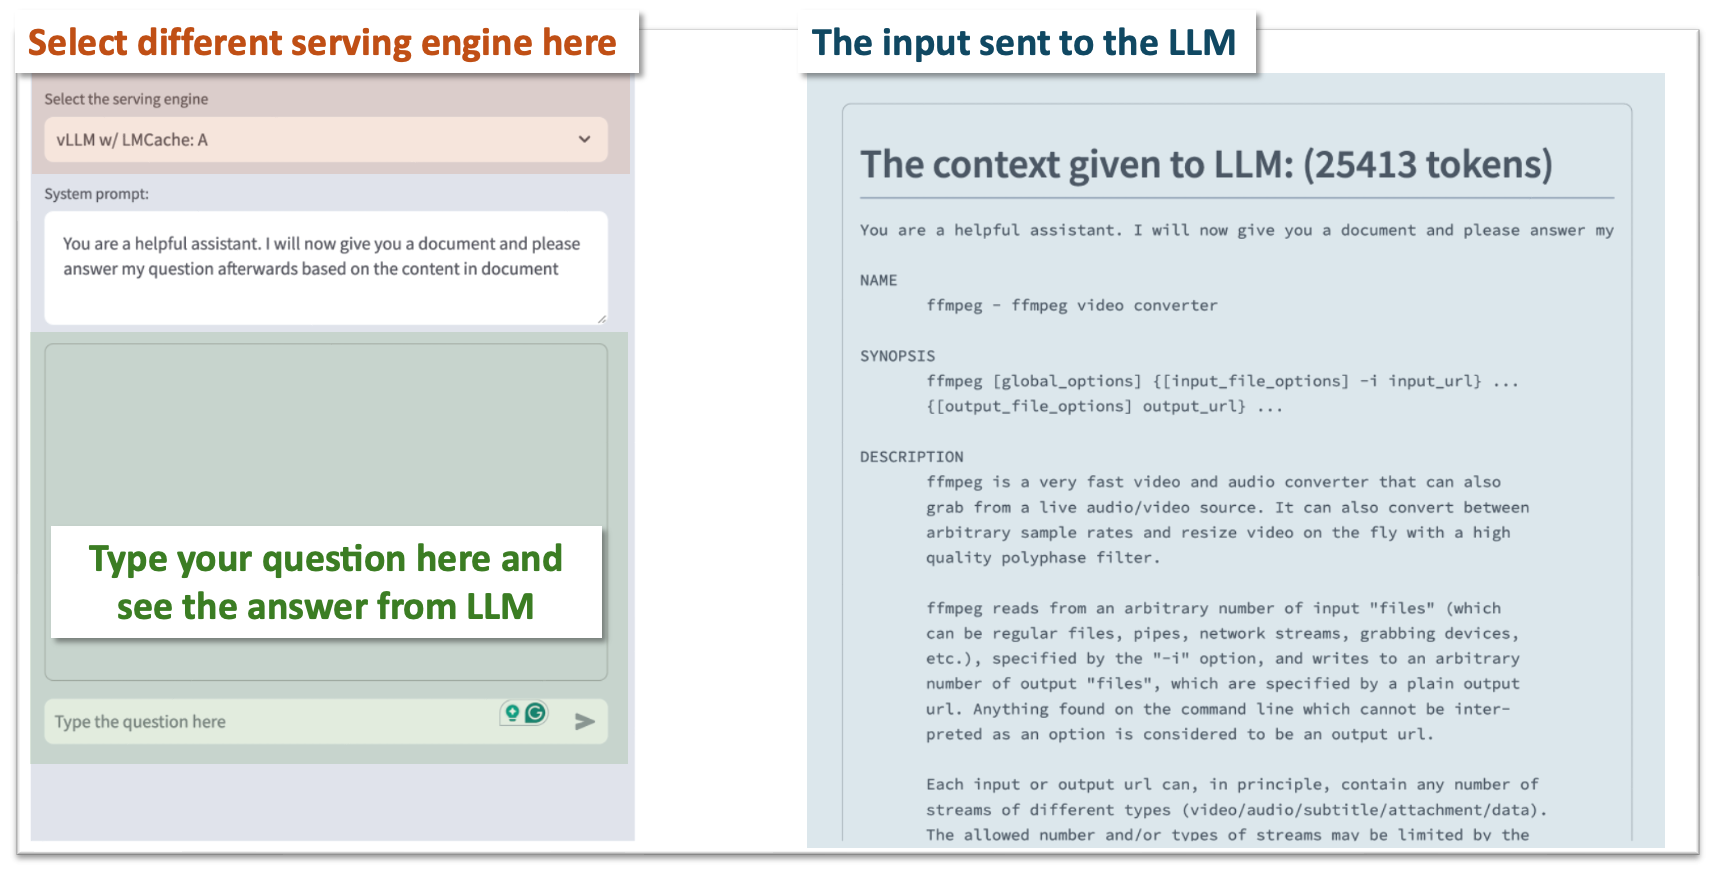 Select different serving engine here
Select the serving engine
vLLM w/ LMCache: A
System prompt:
You are a helpful assistant. I will now give you a document and please
answer my question afterwards based on the content in document
Type your question here and
see the answer from LLM
Type the question here
The input sent to the LLM
The context given to LLM: (25413 tokens)
You are a helpful assistant. I will now give you a document and please answer my
NAME
ffmpeg - ffmpeg video converter
SYNOPSIS
ffmpeg [global_options] {[input_file_options] -i input_url} ...
{[output_file_options] output_url} ...
DESCRIPTION
ffmpeg is a very fast video and audio converter that can also
grab from a live audio/video source. It can also convert between
arbitrary sample rates and resize video on the fly with a high
quality polyphase filter.
ffmpeg reads from an arbitrary number of input "files" (which
can be regular files, pipes, network streams, grabbing devices,
etc.), specified by the "-i" option, and writes to an arbitrary
number of output "files", which are specified by a plain output
url. Anything found on the command line which cannot be inter-
preted as an option is considered to be an output url.
Each input or output url can, in principle, contain any number of
streams of different types (video/audio/subtitle/attachment/data).
The allowed number and/or types of streams may be limited by the